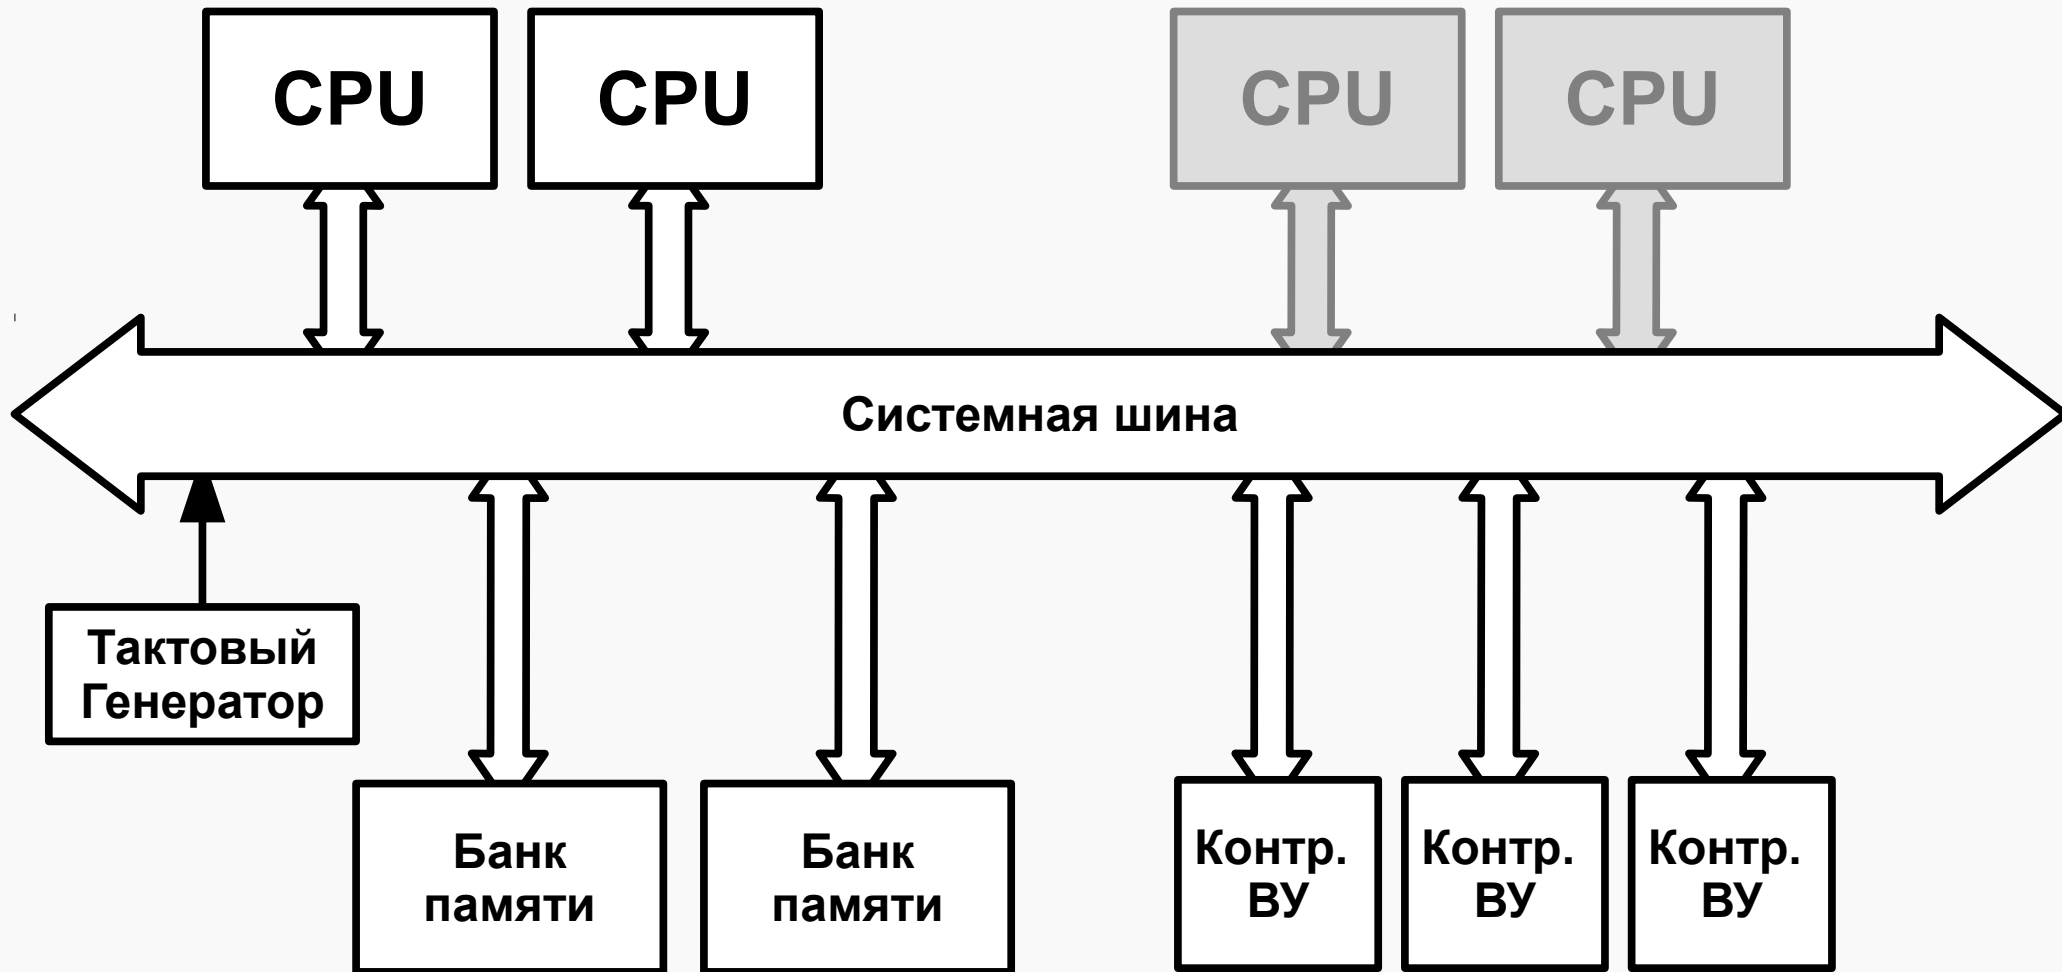 CPU
CPU
CPU
CPU
Системная шина
Тактовый
Генератор
Банк
памяти
Банк
памяти
Контр.
ВУ
Контр.
ВУ
Контр.
ВУ